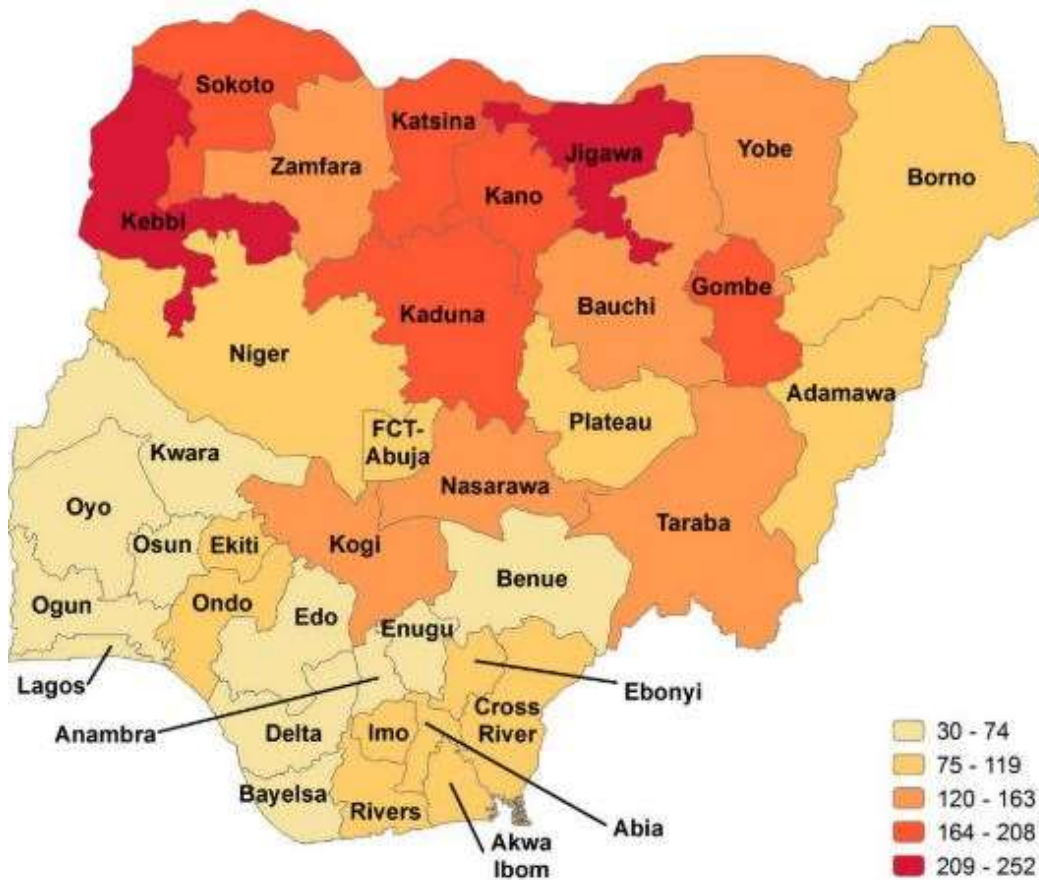 Sokoto
Katsina
Zamfara
Jigawa
Yobe
Kano
Borno
Kebbi
Gombe
Bauchi
Kaduna
Niger
Adamawa
FCT-
Abuja
Plateau
Kwara
Nasarawa
Oyo
Taraba
Osun
Ekiti
Kogi
Benue
Ogun
Ondo
Edo
Enugu
Lagos
Ebonyi
Anambra
Delta
Imo
Cross
River
Bayelsa
Rivers
Abia
Akwa
Ibom
30 - 74
75 - 119
120 - 163
164 - 208
209 - 252